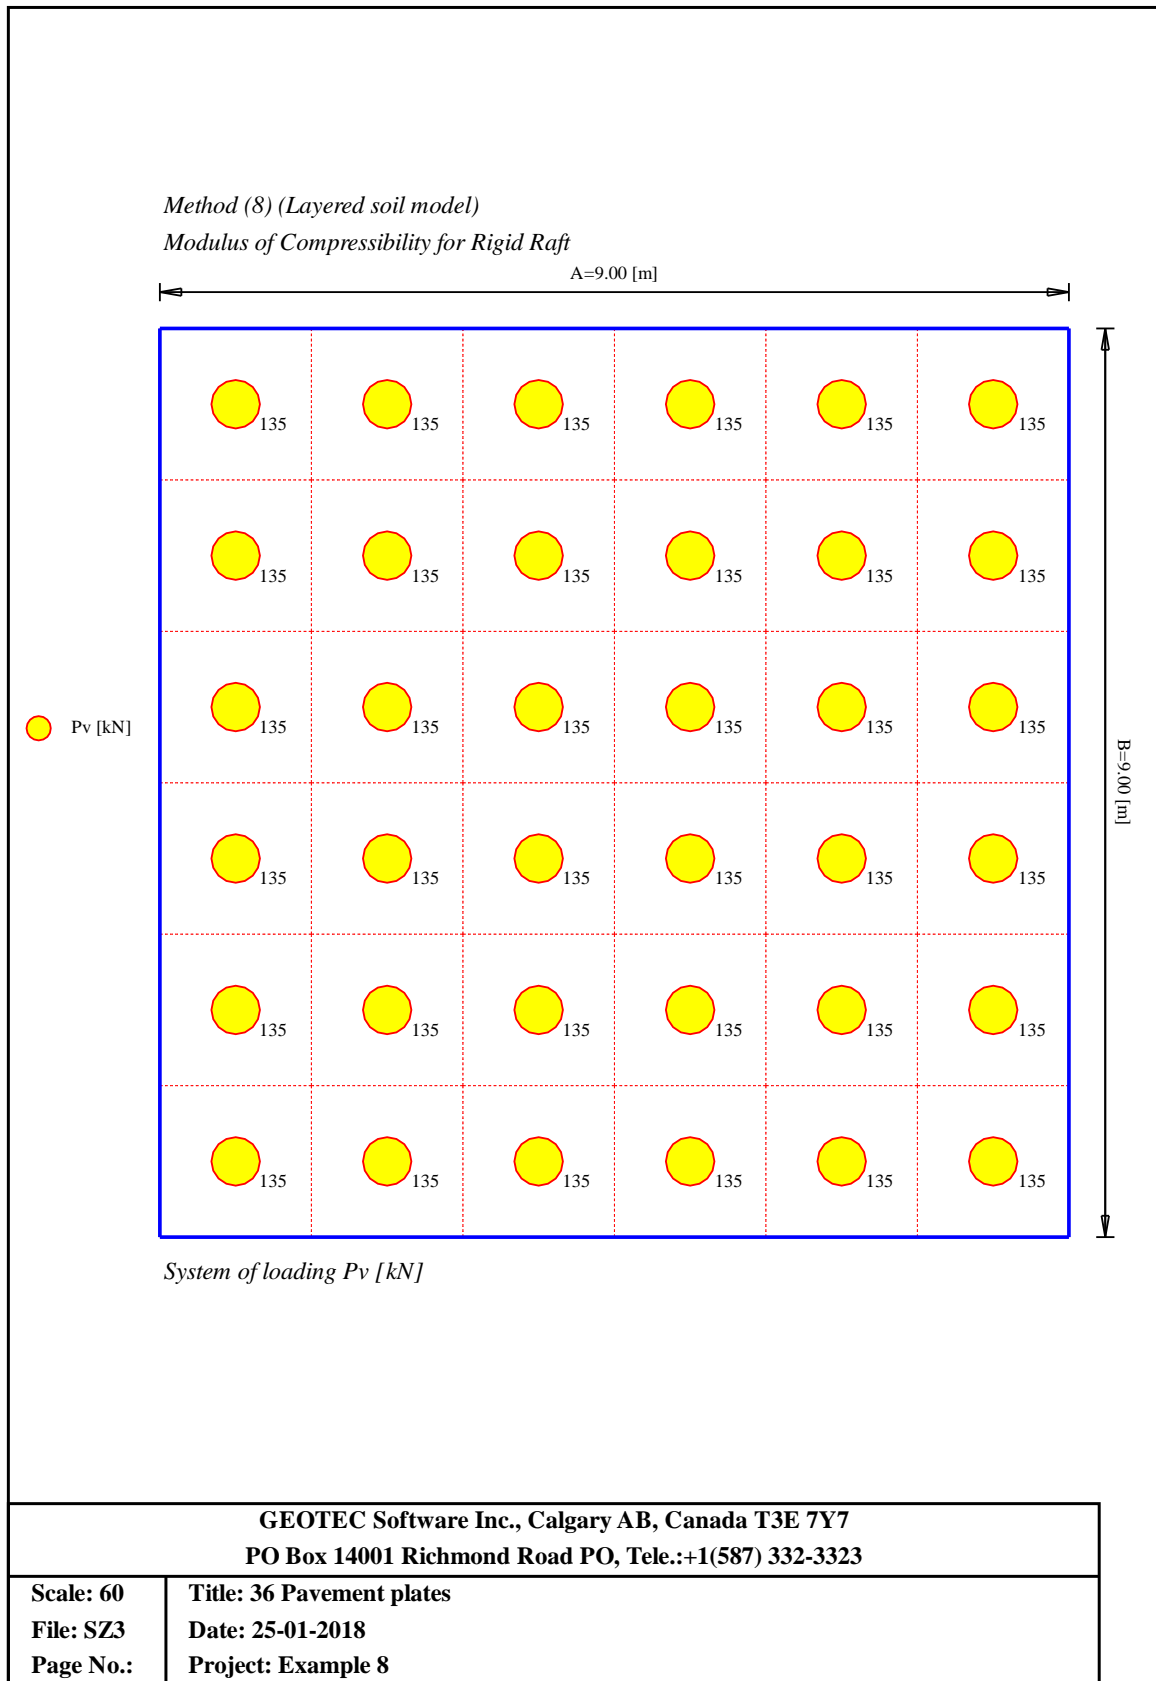 Method (8) (Layered soil model)
Modulus of Compressibility for Rigid Raft
A=9.00 [m]
135 135 135 135 135 135
135 135 135 135 135 135
135 135 135 135 135 135
Pv [kN]
B=9.00 [m]
135 135 135 135 135 135
135 135 135 135 135 135
135 135 135 135 135 135
System of loading Pv [kN]
GEOTEC Software Inc., Calgary AB, Canada T3E 7Y7
PO Box 14001 Richmond Road PO, Tele.:+1(587) 332-3323
Scale: 60
Title: 36 Pavement plates
File: SZ3
Date: 25-01-2018
Page No.:
Project: Example 8